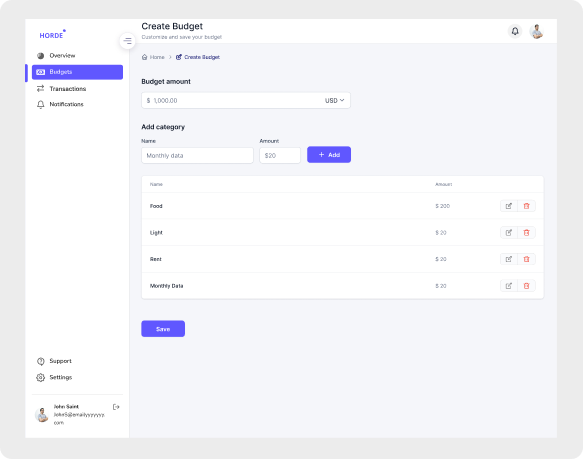 HORDE
Overview
Budgets
Transactions
Notifications
Support
Settings
John Saint
JohnS@emailyyyyyy.
com
Create Budget
Customize and save your budget
Home
Create Budget
Budget amount
$ 1,000.00
USD
Add category
Name
Amount
Monthly data
$20
+ Add
Name Amount
Food $ 200
Light $ 20
Rent $ 20
Monthly Data $ 20
Save